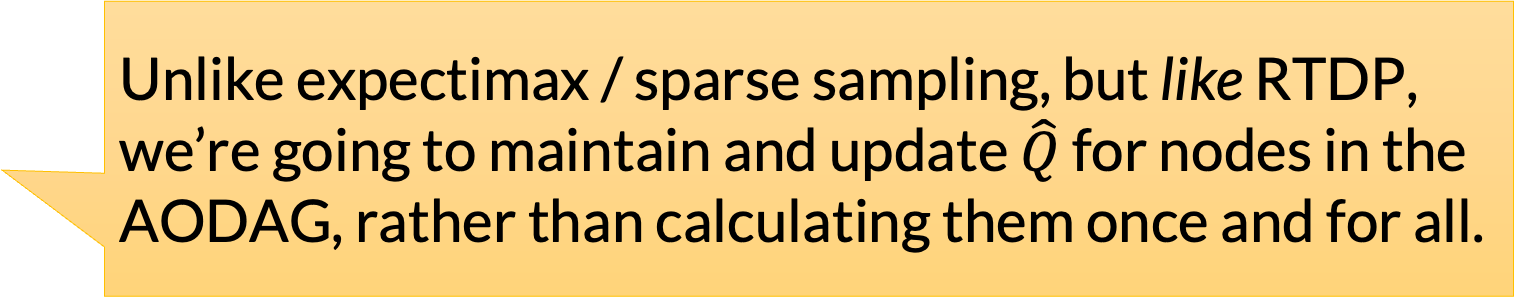 Unlike expectimax / sparse sampling, but like RTDP,
we’re going to maintain and update Q̂ for nodes in the
AODAG, rather than calculating them once and for all.